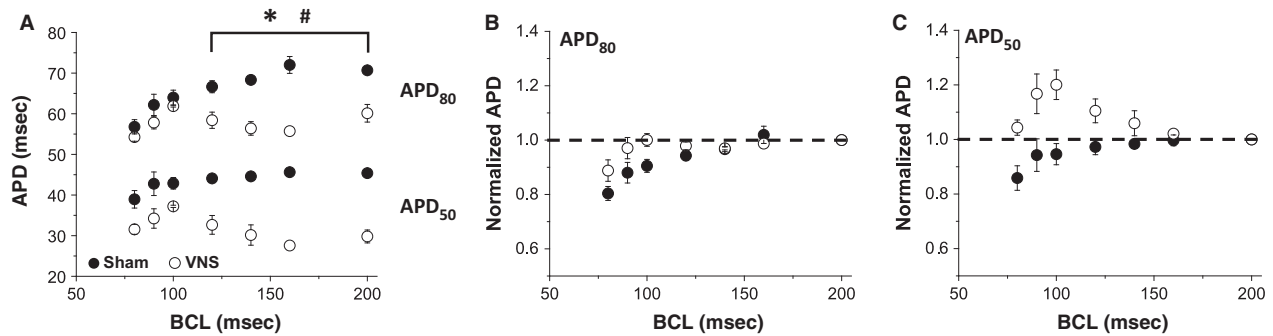 A
* #
APD (msec)
80
70
60
50
40
30
20
APD80
APD50
Sham VNS
50 100 150 200
BCL (msec)
B
APD80
Normalized APD
1.4
1.2
1.0
0.8
0.6
50 100 150 200
BCL (msec)
C
APD50
Normalized APD
1.4
1.2
1.0
0.8
0.6
50 100 150 200
BCL (msec)